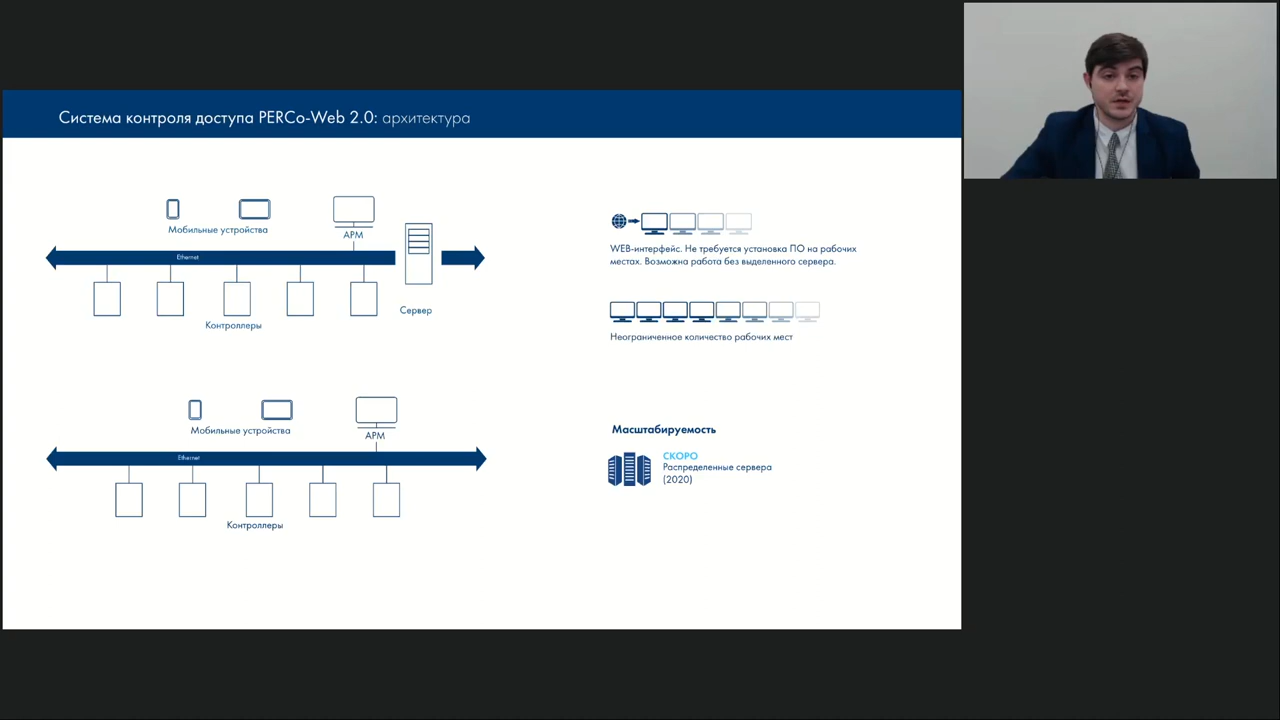 Система контроля доступа PERCo-Web 2.0: архитектура
Мобильные устройства
АРМ
Ethernet
Контроллеры
Сервер
WEB-интерфейс. Не требуется установка ПО на рабочих
местах. Возможна работа без выделенного сервера.
Неограниченное количество рабочих мест
Мобильные устройства
АРМ
Ethernet
Контроллеры
Масштабируемость
СКОРО
Распределенные сервера
(2020)